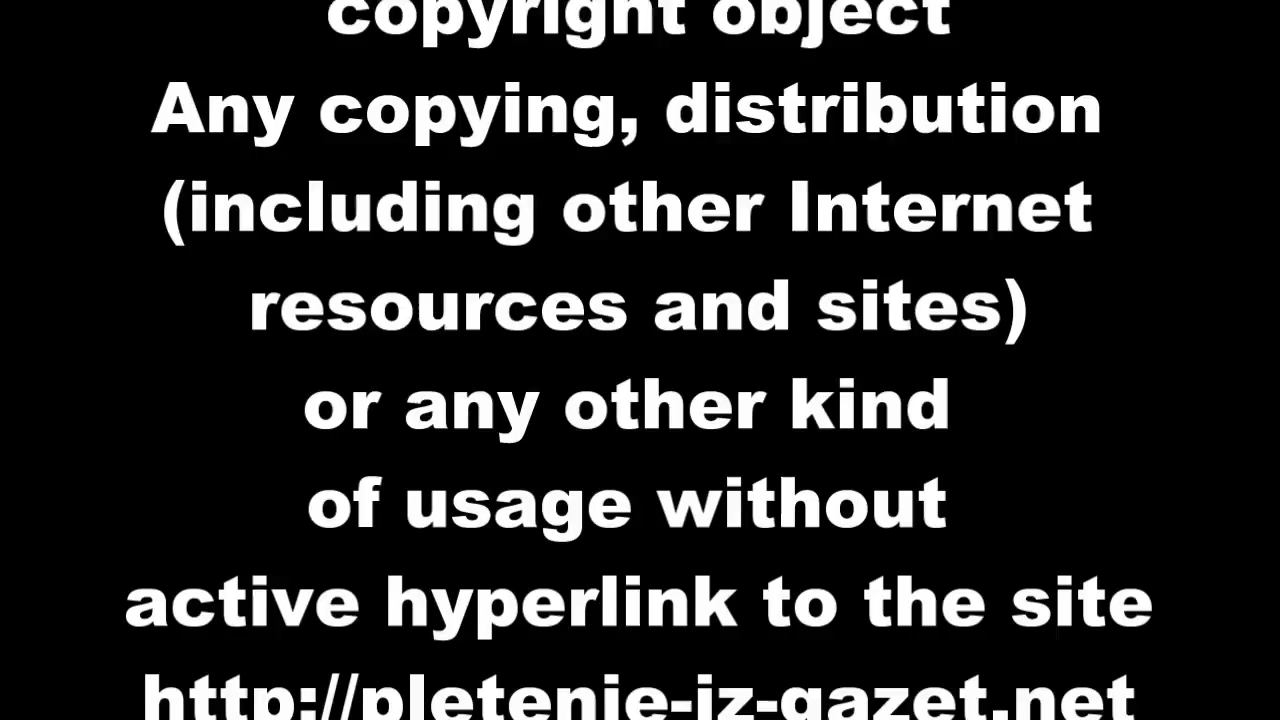 copyright object
Any copying, distribution
(including other Internet
resources and sites)
or any other kind
of usage without
active hyperlink to the site
http://pletenie-iz-gazet.net